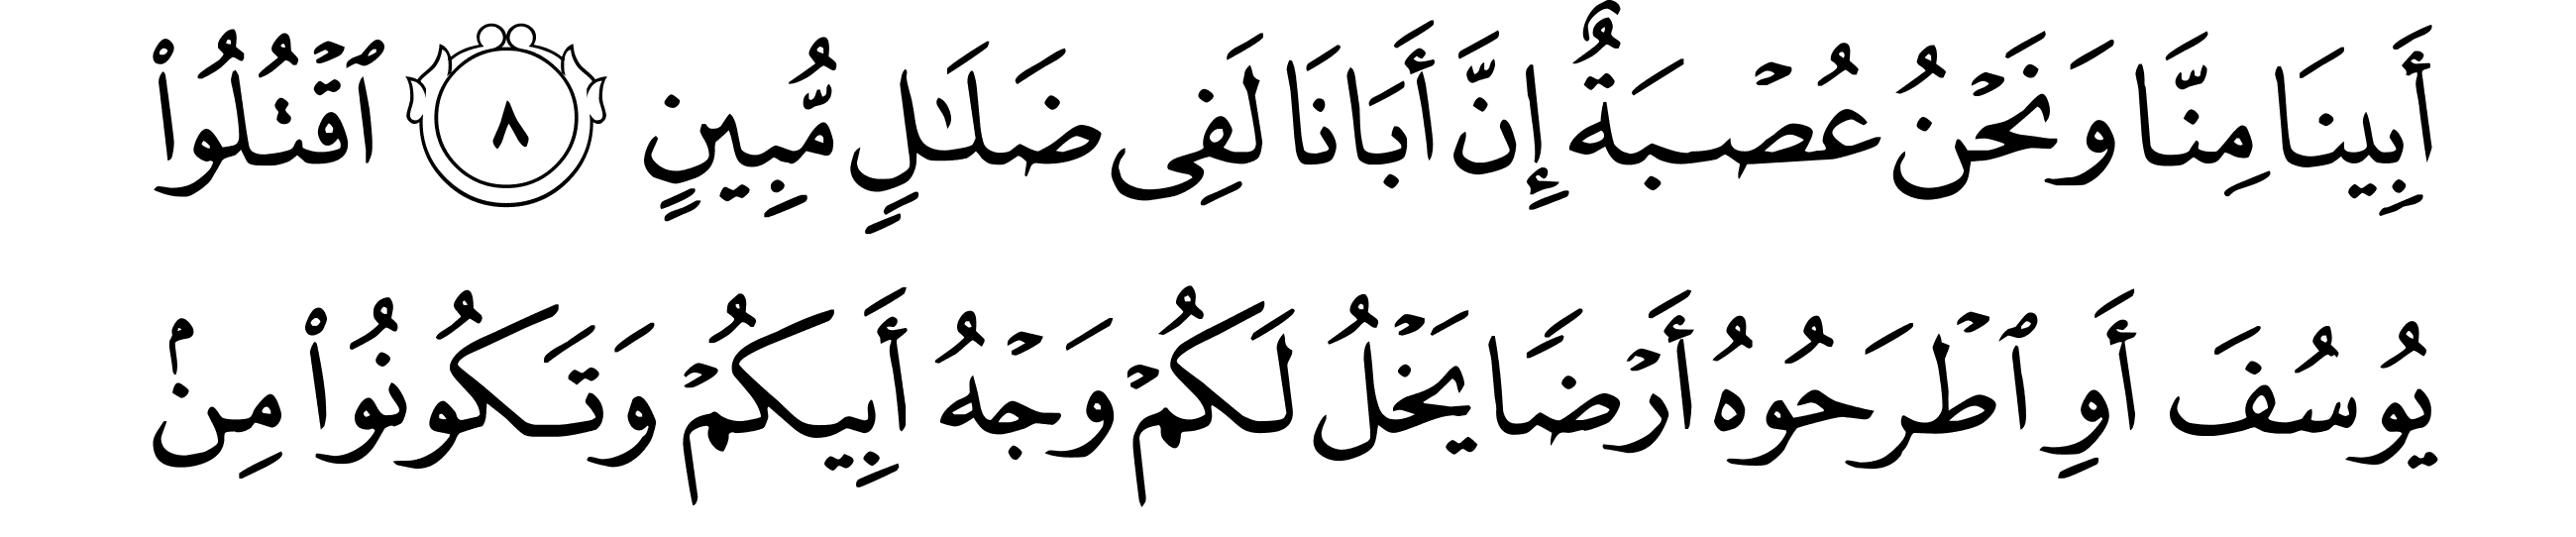 أَبِينَا مِنَّا وَنَحۡنُ عُصۡبَةٌۚ إِنَّ أَبَانَا لَفِى ضَلَـٰلٍ مُّبِينٍ ٨ ٱقۡتُلُواْ
يُوسُفَ أَوِ ٱطۡرَحُوهُ أَرۡضًا يَخۡلُ لَكُمۡ وَجۡهُ أَبِيكُمۡ وَتَكُونُواْ مِنۢ